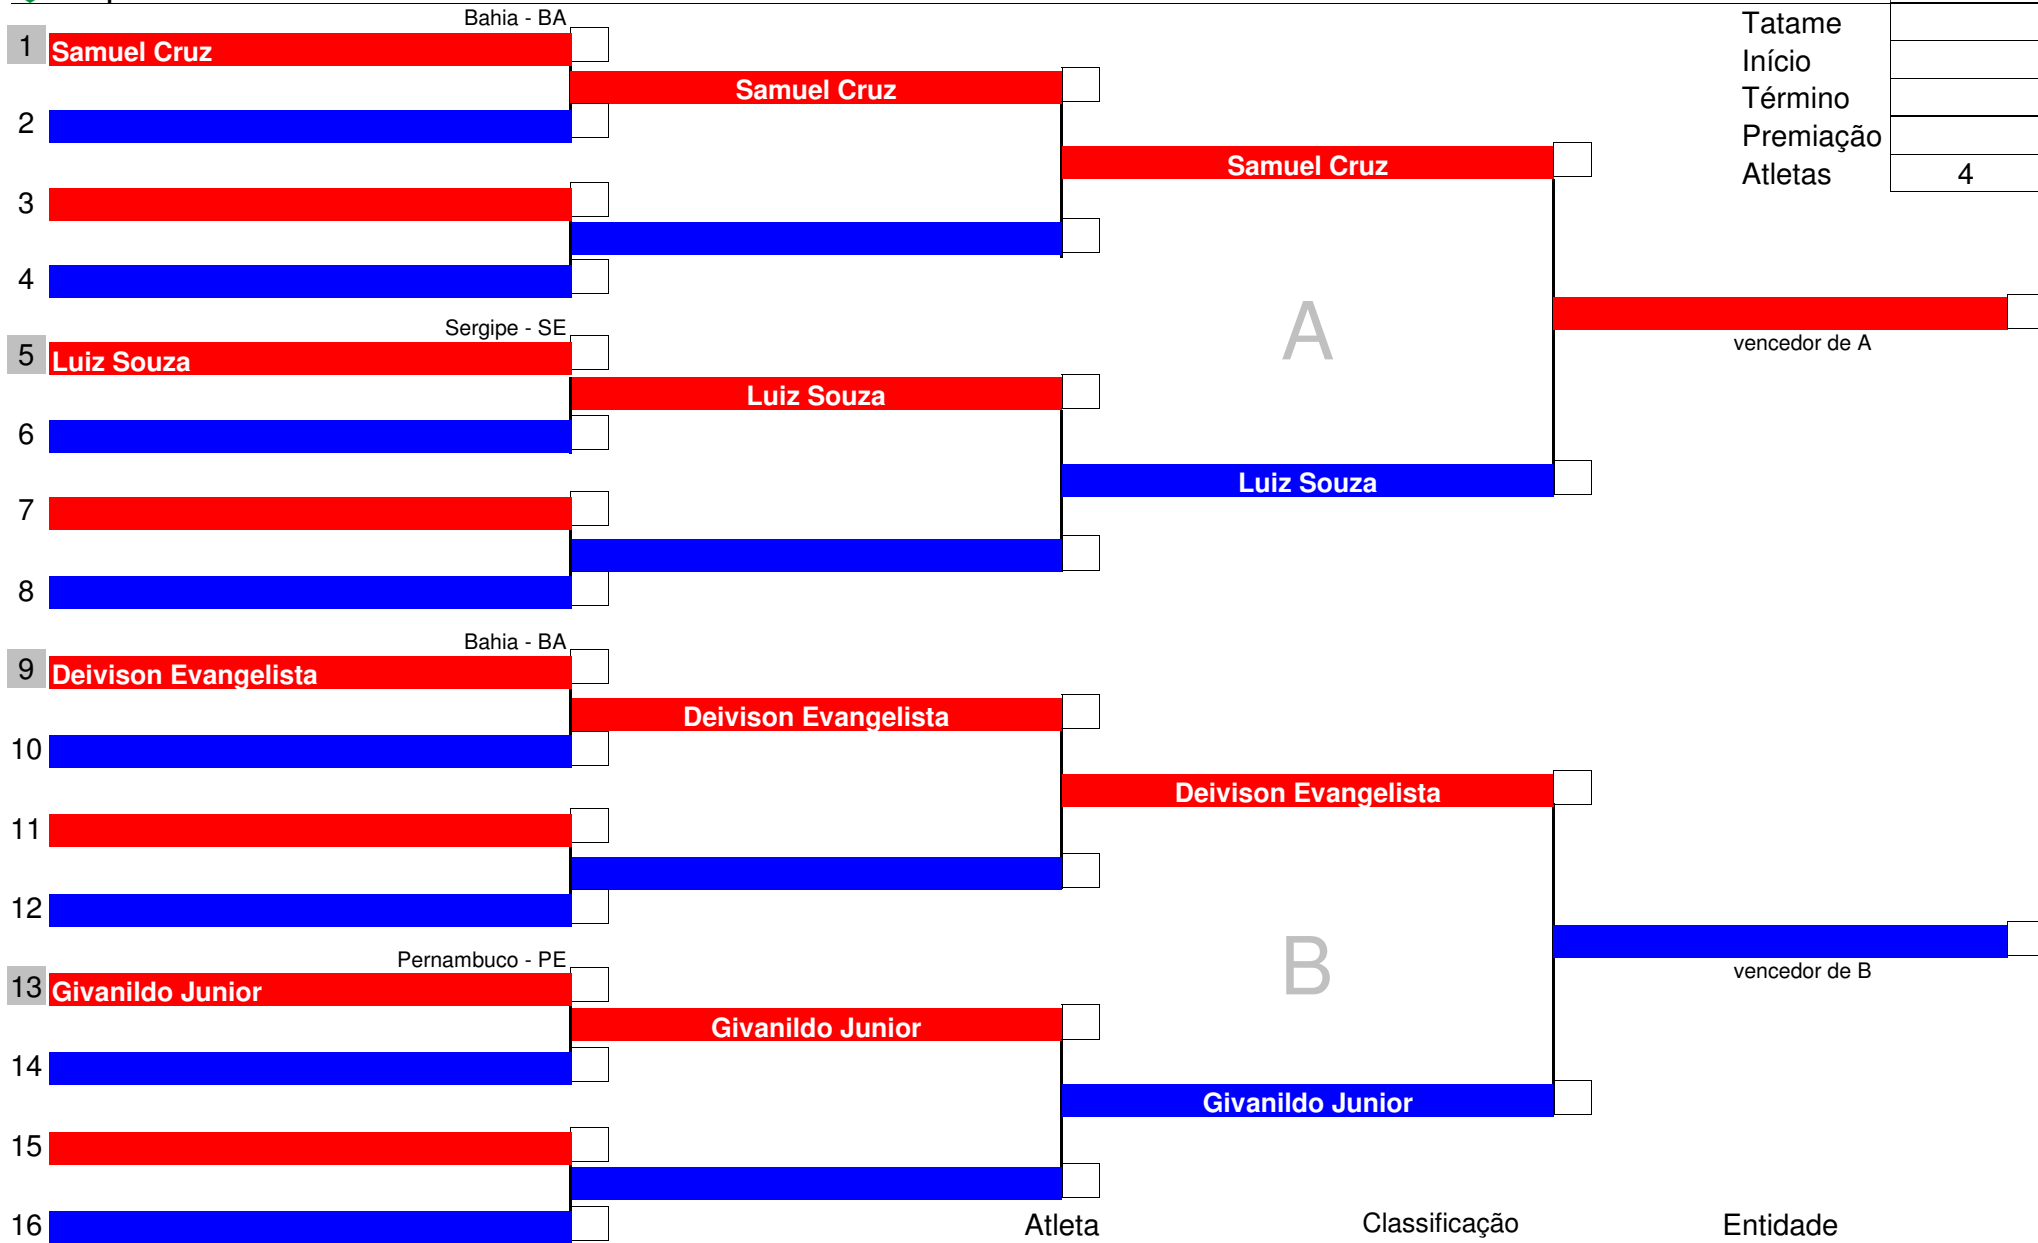 Bahia - BA
Tatame
1 Samuel Cruz
Início
Samuel Cruz
Término
2
Premiação
Samuel Cruz
Atletas 4
3
4
Sergipe - SE
A
vencedor de A
5 Luiz Souza
Luiz Souza
6
Luiz Souza
7
8
Bahia - BA
9 Deivison Evangelista
Deivison Evangelista
10
Deivison Evangelista
11
12
Pernambuco - PE
B
vencedor de B
13 Givanildo Junior
Givanildo Junior
14
Givanildo Junior
15
16
Atleta Classificação Entidade